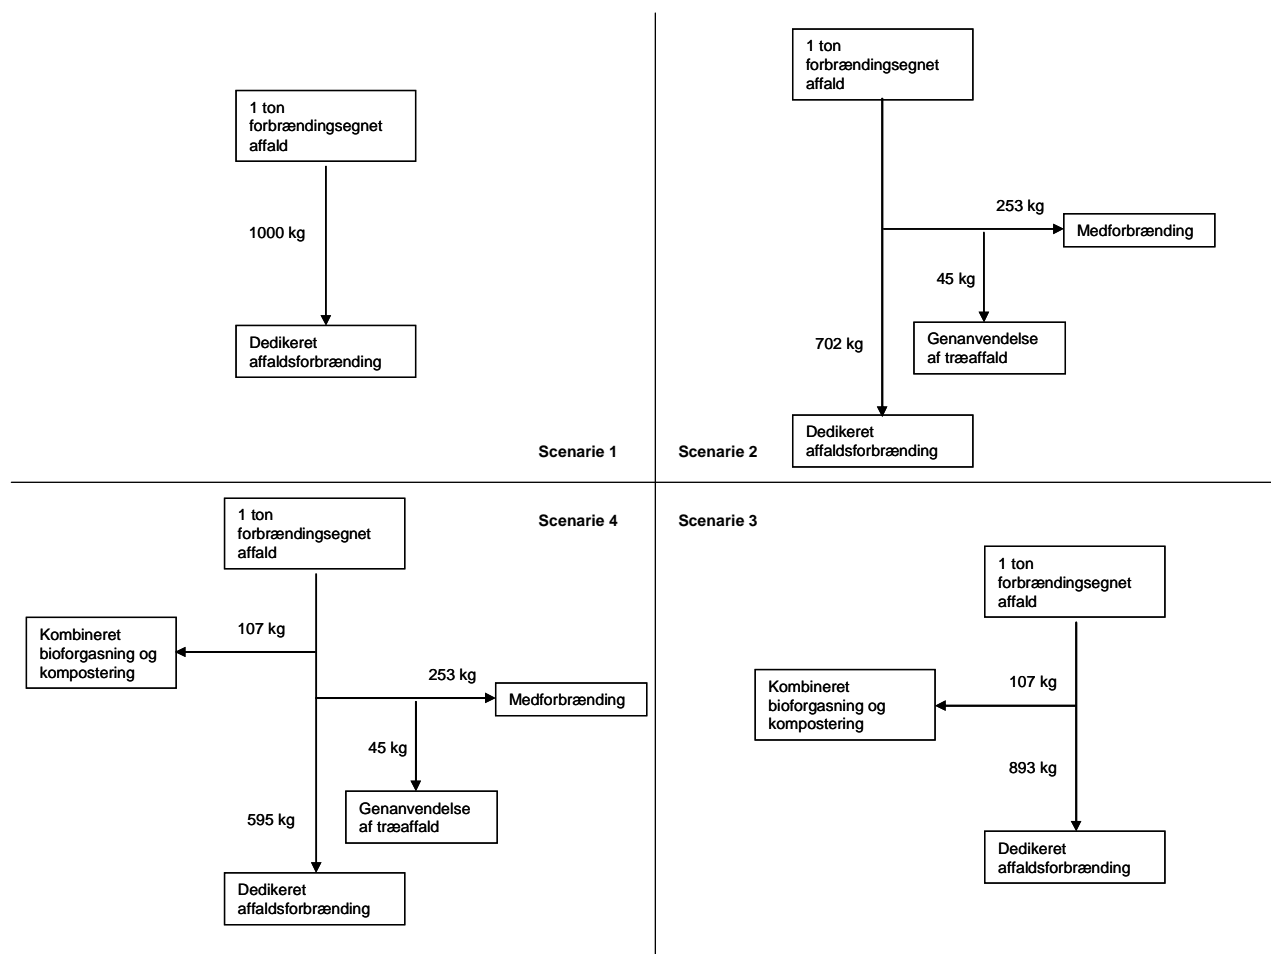 1 ton
forbrændingsegnet
affald
1000 kg
Dedikeret
affaldsforbrænding
Scenarie 1
1 ton
forbrændingsegnet
affald
253 kg
Medforbrænding
45 kg
Genanvendelse
af træaffald
702 kg
Dedikeret
affaldsforbrænding
Scenarie 2
Scenarie 4
1 ton
forbrændingsegnet
affald
107 kg
Kombineret
bioforgasning og
kompostering
253 kg
Medforbrænding
45 kg
Genanvendelse
af træaffald
595 kg
Dedikeret
affaldsforbrænding
Scenarie 3
1 ton
forbrændingsegnet
affald
107 kg
Kombineret
bioforgasning og
kompostering
893 kg
Dedikeret
affaldsforbrænding